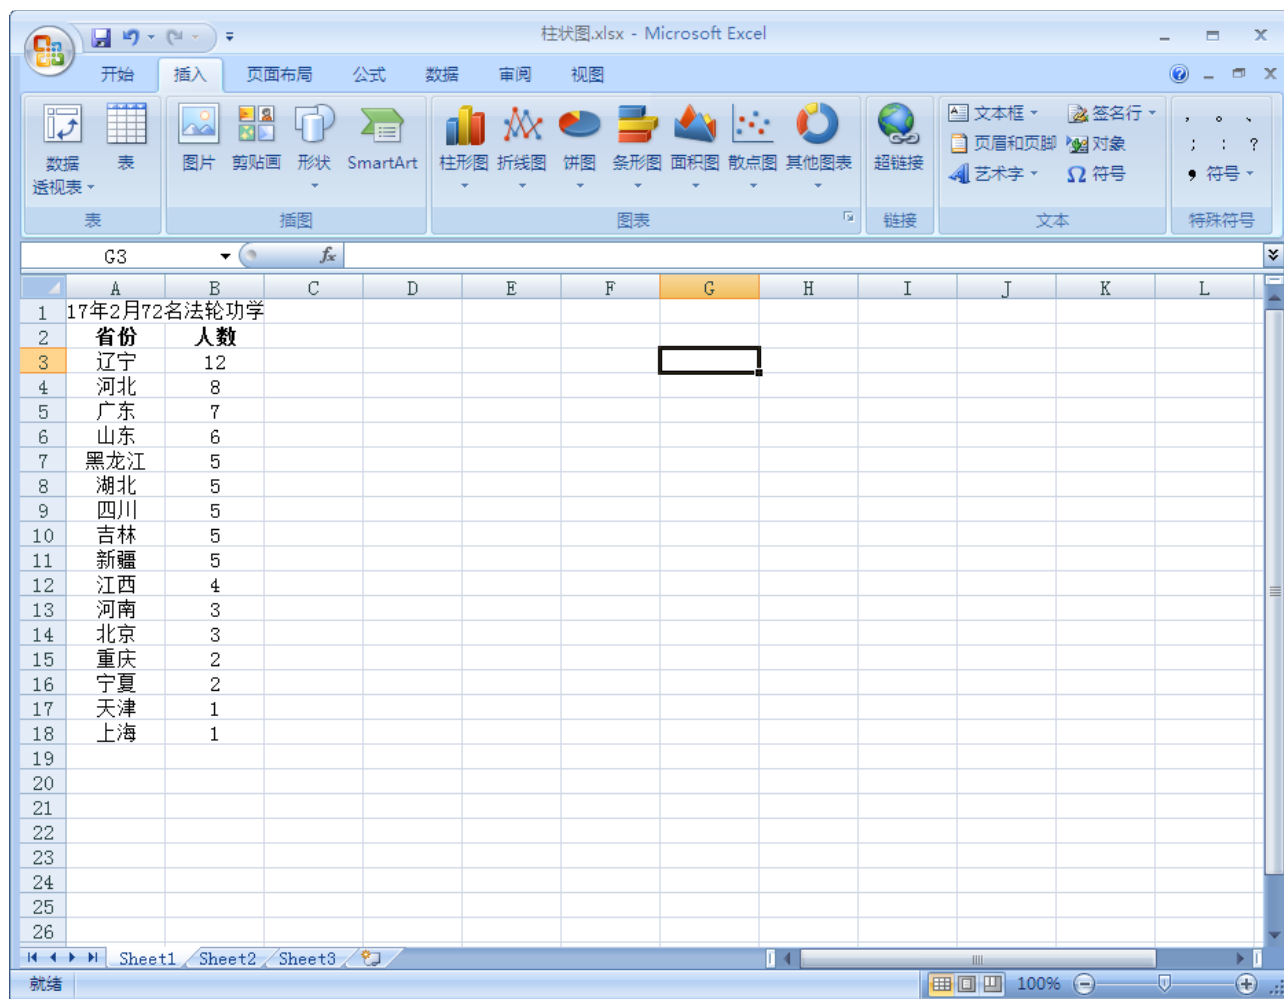 柱状图.xlsx - Microsoft Excel
开始 插入 页面布局 公式 数据 审阅 视图
数据透视表 表 图片 剪贴画 形状 SmartArt 柱形图 折线图 饼图 条形图 面积图 散点图 其他图表 超链接 文本框 页眉和页脚 艺术字 签名行 对象 Ω 符号 , 。 、 ; : ? 符号
表 插图 图表 链接 文本 特殊符号
G3 fx
A B C D E F G H I J K L
1 17年2月72名法轮功学
2 省份 人数
3 辽宁 12
4 河北 8
5 广东 7
6 山东 6
7 黑龙江 5
8 湖北 5
9 四川 5
10 吉林 5
11 新疆 5
12 江西 4
13 河南 3
14 北京 3
15 重庆 2
16 宁夏 2
17 天津 1
18 上海 1
19
20
21
22
23
24
25
26
Sheet1 Sheet2 Sheet3
就绪 100%